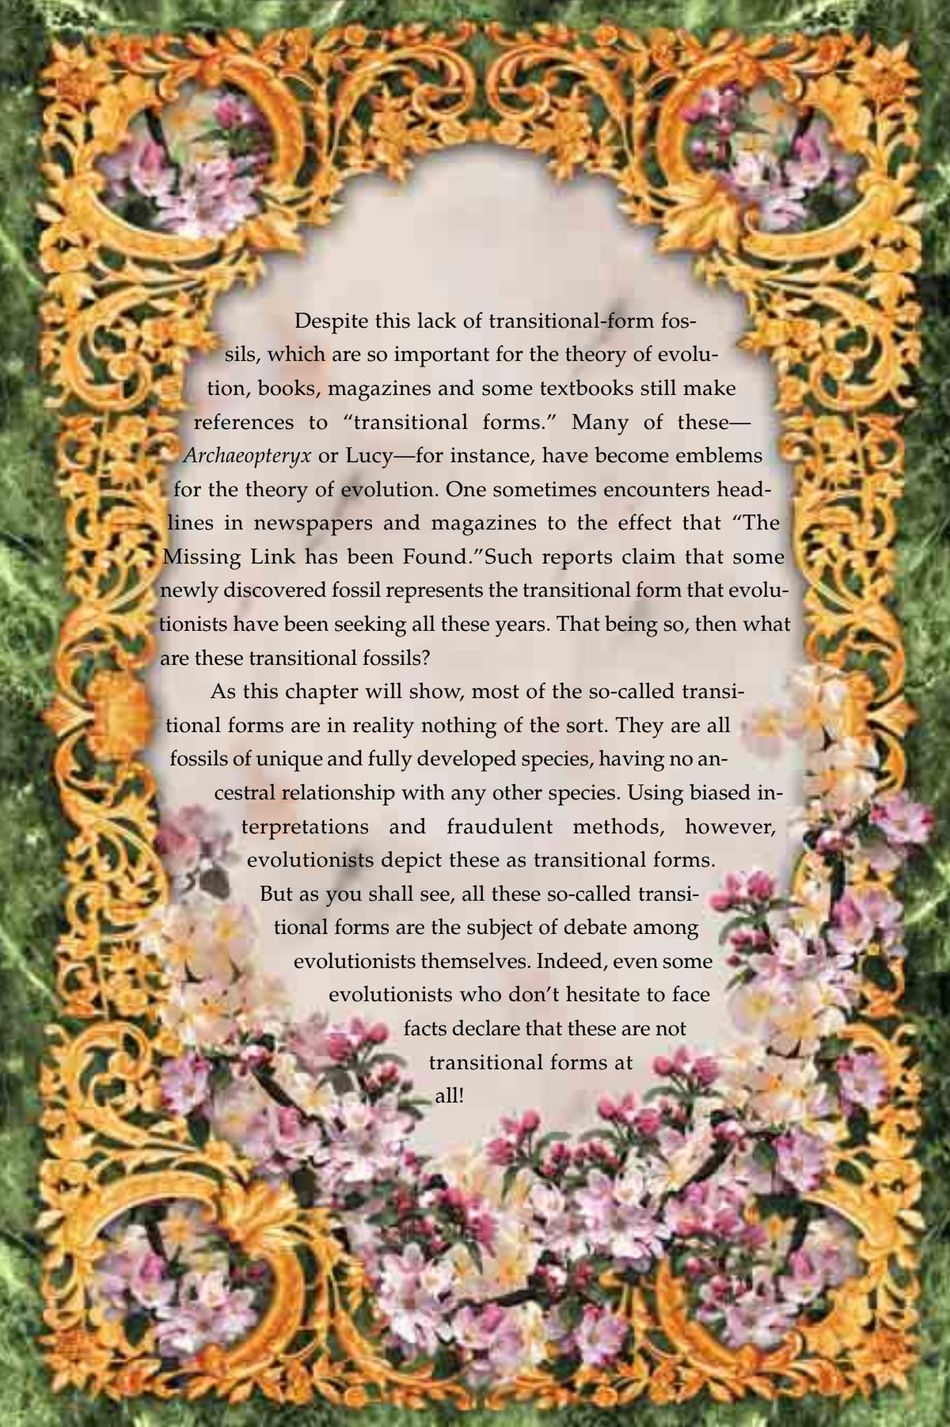 Despite this lack of transitional-form fos-
sils, which are so important for the theory of evolu-
tion, books, magazines and some textbooks still make
references to “transitional forms.” Many of these—
Archaeopteryx or Lucy—for instance, have become emblems
for the theory of evolution. One sometimes encounters head-
lines in newspapers and magazines to the effect that “The
Missing Link has been Found.”Such reports claim that some
newly discovered fossil represents the transitional form that evolu-
tionists have been seeking all these years. That being so, then what
are these transitional fossils?
As this chapter will show, most of the so-called transi-
tional forms are in reality nothing of the sort. They are all
fossils of unique and fully developed species, having no an-
cestral relationship with any other species. Using biased in-
terpretations and fraudulent methods, however,
evolutionists depict these as transitional forms.
But as you shall see, all these so-called transi-
tional forms are the subject of debate among
evolutionists themselves. Indeed, even some
evolutionists who don’t hesitate to face
facts declare that these are not
transitional forms at
all!